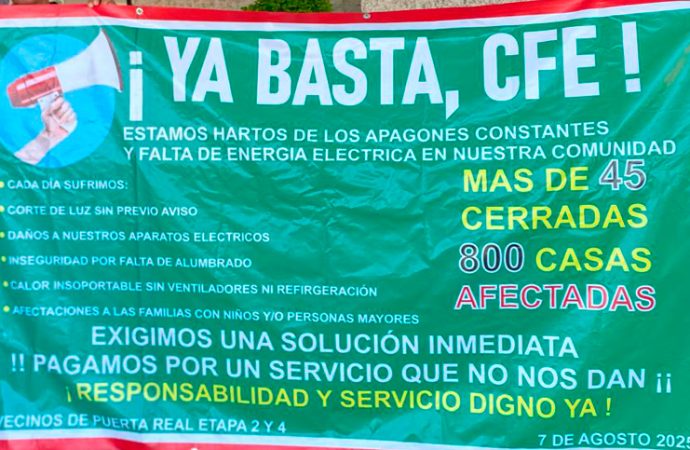 ¡ YA BASTA, CFE !
ESTAMOS HARTOS DE LOS APAGONES CONSTANTES
Y FALTA DE ENERGIA ELECTRICA EN NUESTRA COMUNIDAD
• CADA DÍA SUFRIMOS:
• CORTE DE LUZ SIN PREVIO AVISO
• DAÑOS A NUESTROS APARATOS ELECTRICOS
• INSEGURIDAD POR FALTA DE ALUMBRADO
• CALOR INSOPORTABLE SIN VENTILADORES NI REFIRGERACIÓN
• AFECTACIONES A LAS FAMILIAS CON NIÑOS Y/O PERSONAS MAYORES
MAS DE 45
CERRADAS
800 CASAS
AFECTADAS
EXIGIMOS UNA SOLUCIÓN INMEDIATA
!! PAGAMOS POR UN SERVICIO QUE NO NOS DAN ¡¡
¡ RESPONSABILIDAD Y SERVICIO DIGNO YA !
VECINOS DE PUERTA REAL ETAPA 2 Y 4
7 DE AGOSTO 2025